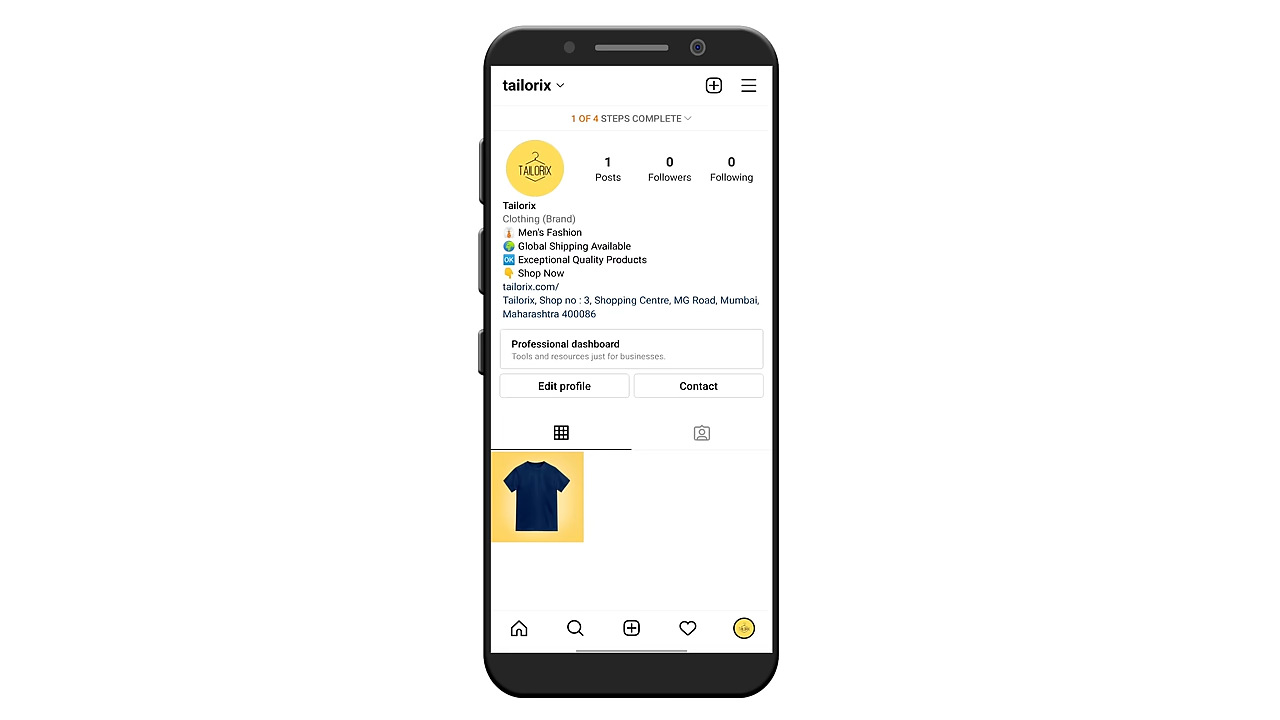 tailorix
1 OF 4 STEPS COMPLETE
TAILORIX
1 0 0
Posts Followers Following
Tailorix
Clothing (Brand)
👔 Men's Fashion
🌍 Global Shipping Available
🆗 Exceptional Quality Products
👇 Shop Now
tailorix.com/
Tailorix, Shop no : 3, Shopping Centre, MG Road, Mumbai,
Maharashtra 400086
Professional dashboard
Tools and resources just for businesses.
Edit profile Contact